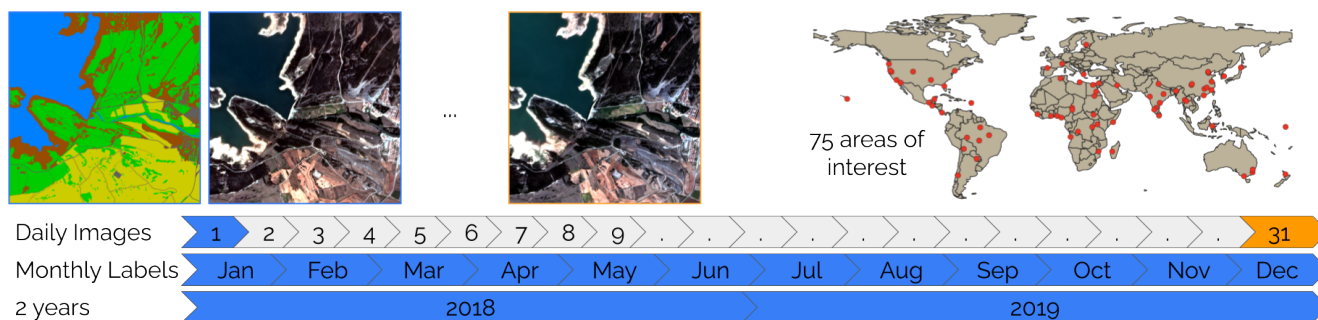 ...
75 areas of
interest
Daily Images 1 2 3 4 5 6 7 8 9 . . . . . . . . . . . . 31
Monthly Labels Jan Feb Mar Apr May Jun Jul Aug Sep Oct Nov Dec
2 years 2018 2019